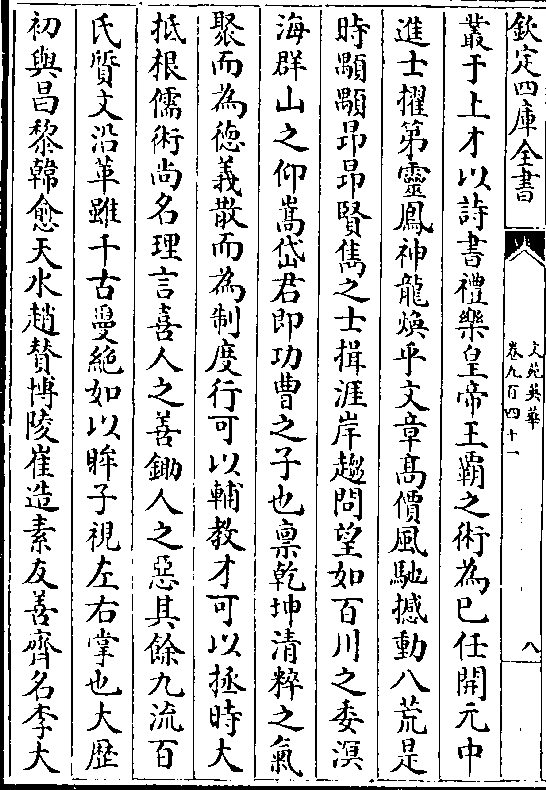 欽定四庫全書
文苑英華
卷九百四十一
八
叢于上才以詩書禮樂皇帝王霸之術為已任開元中
進士擢第靈鳳神龍煥乎文章髙價風馳撼動八荒是
時顒顒昂昂賢雋之士揖涯岸趨問望如百川之委溟
海群山之仰嵩岱君即功曹之子也稟乾坤清粹之氣
聚而為徳義散而為制度行可以輔教才可以拯時大
抵根儒術尚名理言喜人之善鋤人之惡其餘九流百
氏質文沿革雖千古曼絶如以眸子視左右掌也大歴
初與昌黎韓愈天水趙賛博陵崔造素友善齊名李大